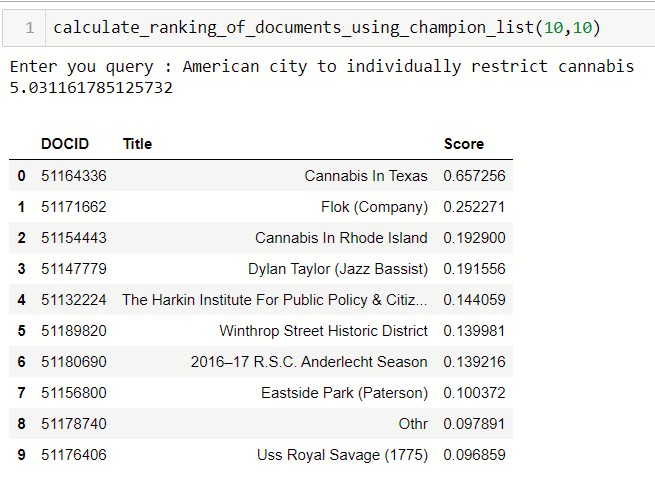 1 calculate_ranking_of_documents_using_champion_list(10,10)
Enter you query : American city to individually restrict cannabis
5.031161785125732
DOCID Title Score
0 51164336 Cannabis In Texas 0.657256
1 51171662 Flok (Company) 0.252271
2 51154443 Cannabis In Rhode Island 0.192900
3 51147779 Dylan Taylor (Jazz Bassist) 0.191556
4 51132224 The Harkin Institute For Public Policy & Citiz... 0.144059
5 51189820 Winthrop Street Historic District 0.139981
6 51180690 2016–17 R.S.C. Anderlecht Season 0.139216
7 51156800 Eastside Park (Paterson) 0.100372
8 51178740 Othr 0.097891
9 51176406 Uss Royal Savage (1775) 0.096859